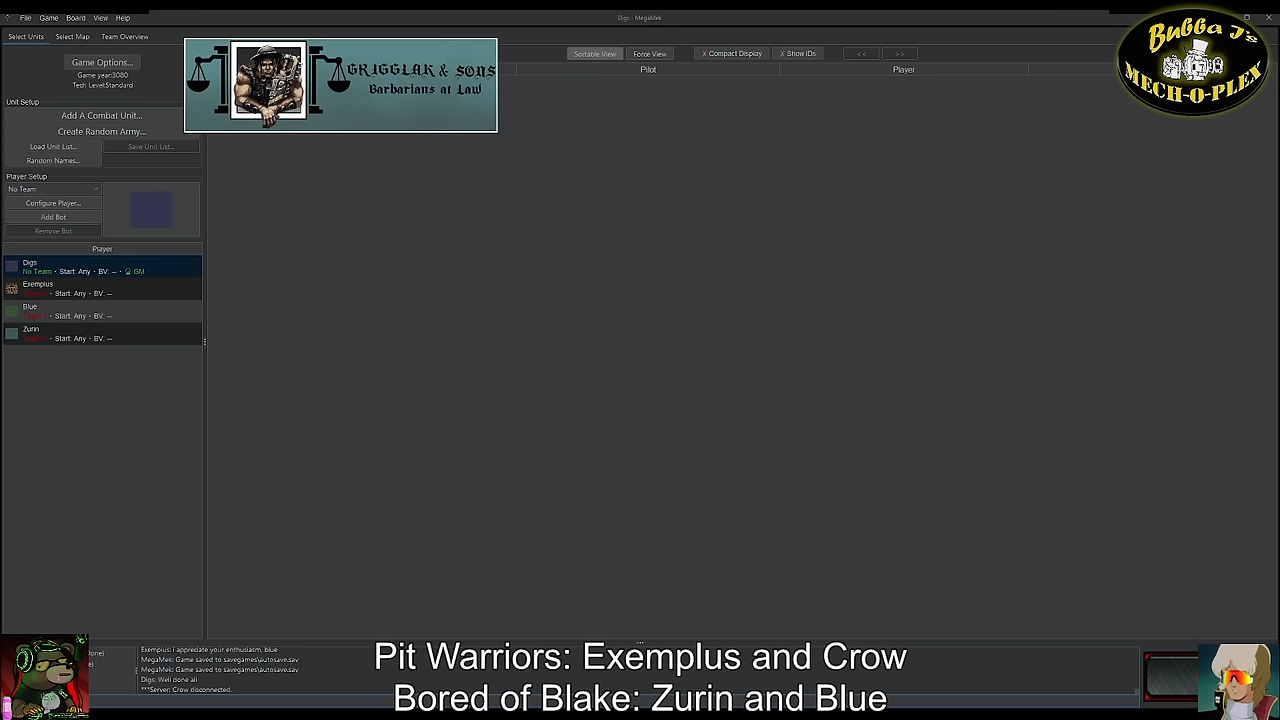 File Game Board View Help
Digs - MegaMek
Select Units Select Map Team Overview
Game Options...
Game year:3080
Tech Level:Standard
Unit Setup
Add A Combat Unit...
Create Random Army...
Load Unit List... Save Unit List...
Random Names...
Player Setup
No Team
Configure Player...
Add Bot
Remove Bot
Player
Digs
No Team · Start: Any · BV: -- · GM
Exemplus
· Start: Any · BV: --
Blue
· Start: Any · BV: --
Zurin
· Start: Any · BV: --
GRIGGLAR & SONS
Barbarians at Law
Sortable View Force View X Compact Display X Show IDs << >>
Pilot Player
Bubba J's
MECH-O-PLEX
Exemplus: i appreciate your enthusiasm, blue
MegaMek: Game saved to savegames\autosave.sav
MegaMek: Game saved to savegames\autosave.sav
Digs: Well done all
***Server: Crow disconnected.
Pit Warriors: Exemplus and Crow
Bored of Blake: Zurin and Blue